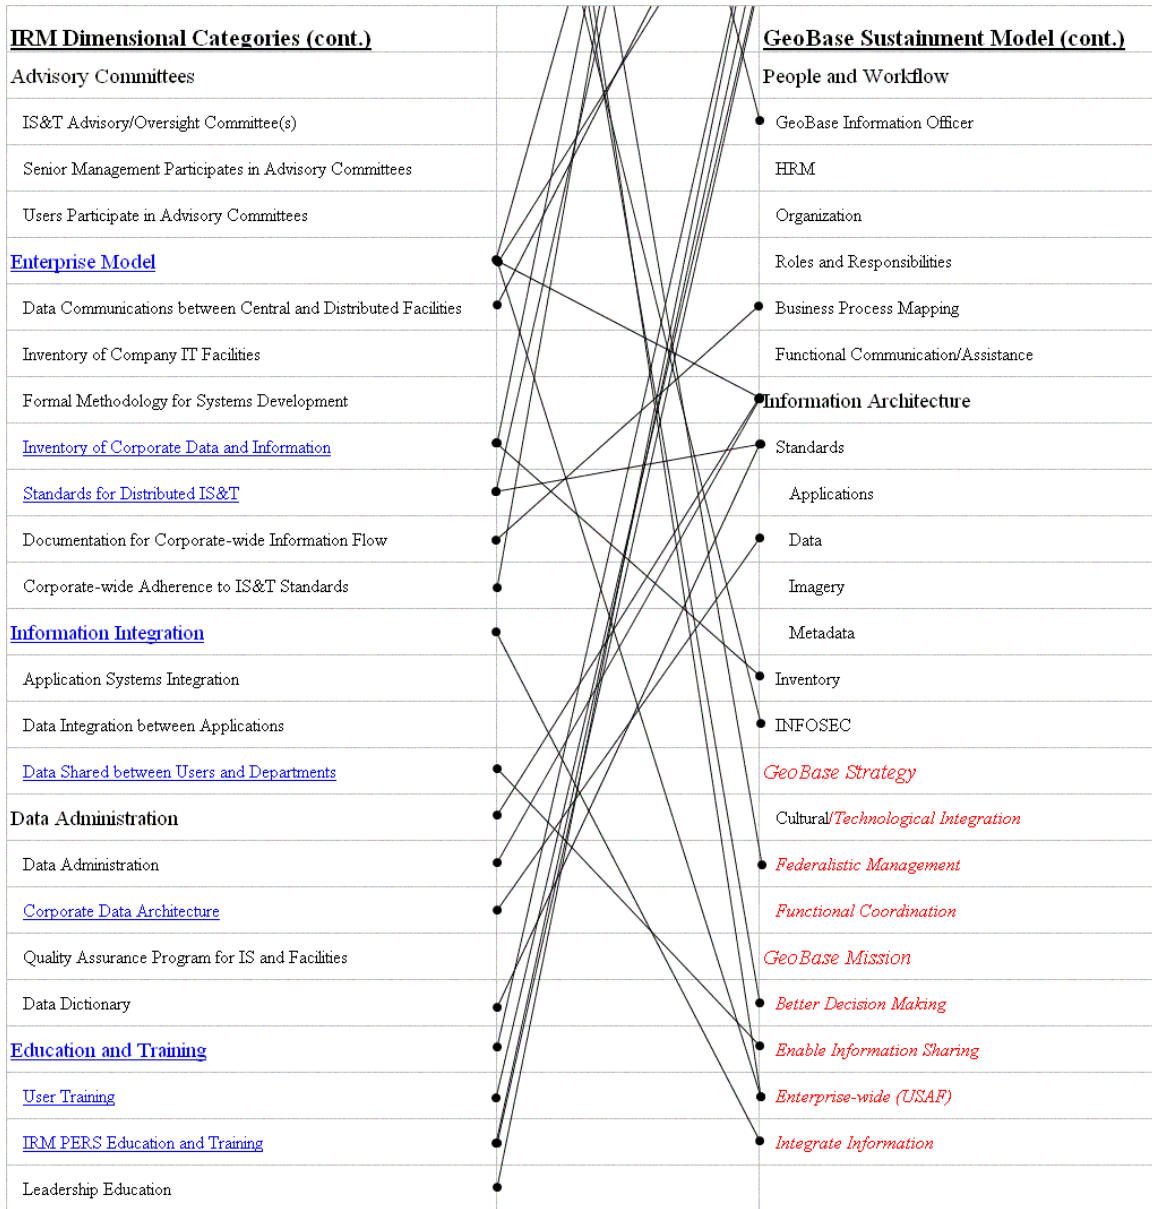 IRM Dimensional Categories (cont.)
Advisory Committees
IS&T Advisory/Oversight Committee(s)
Senior Management Participates in Advisory Committees
Users Participate in Advisory Committees
Enterprise Model
Data Communications between Central and Distributed Facilities
Inventory of Company IT Facilities
Formal Methodology for Systems Development
Inventory of Corporate Data and Information
Standards for Distributed IS&T
Documentation for Corporate-wide Information Flow
Corporate-wide Adherence to IS&T Standards
Information Integration
Application Systems Integration
Data Integration between Applications
Data Shared between Users and Departments
Data Administration
Data Administration
Corporate Data Architecture
Quality Assurance Program for IS and Facilities
Data Dictionary
Education and Training
User Training
IRM PERS Education and Training
Leadership Education
GeoBase Sustainment Model (cont.)
People and Workflow
GeoBase Information Officer
HRM
Organization
Roles and Responsibilities
Business Process Mapping
Functional Communication/Assistance
Information Architecture
Standards
Applications
Data
Imagery
Metadata
Inventory
INFOSEC
GeoBase Strategy
Cultural/Technological Integration
Federalistic Management
Functional Coordination
GeoBase Mission
Better Decision Making
Enable Information Sharing
Enterprise-wide (USAF)
Integrate Information